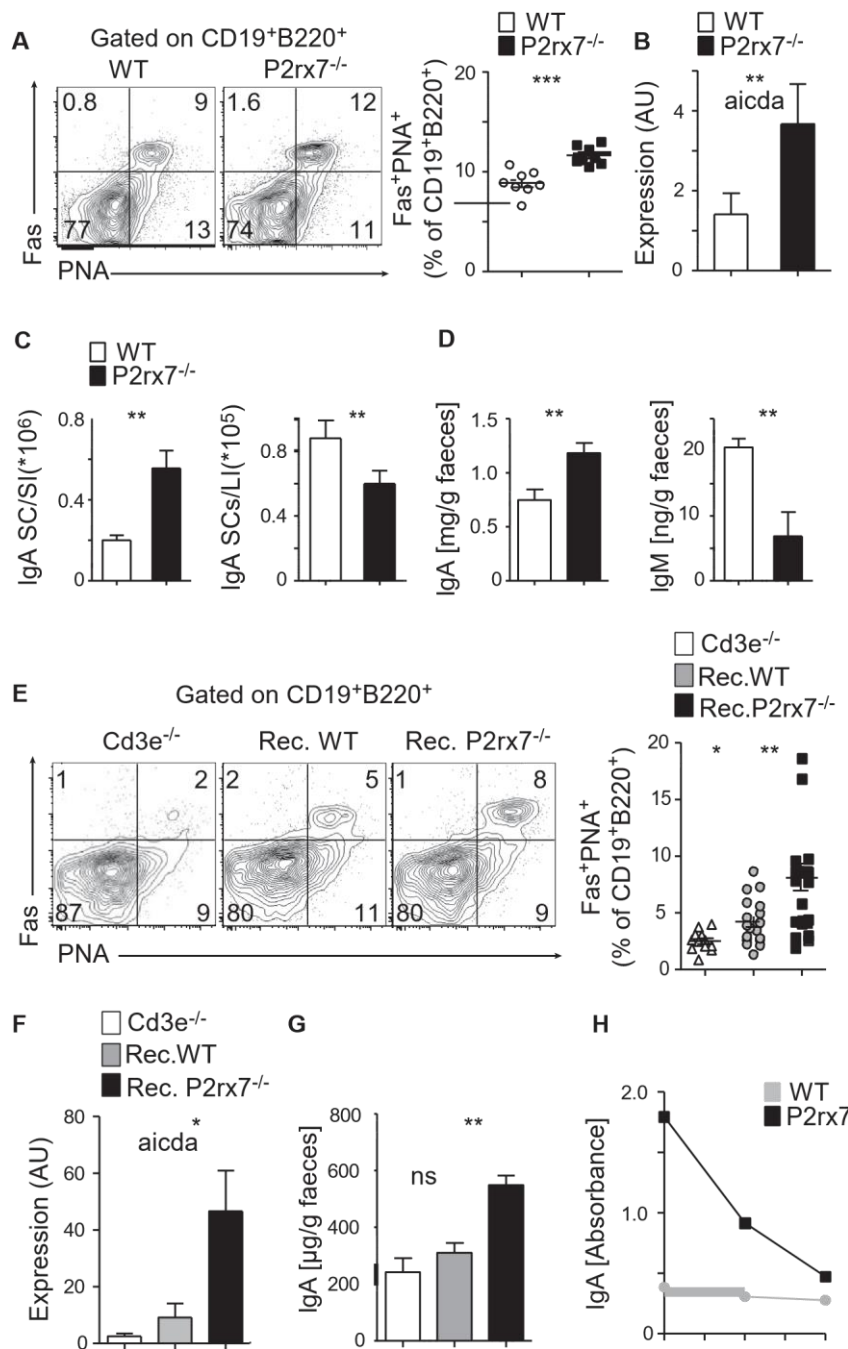 A
Gated on CD19+B220+
WT
P2rx7-/-
0.8
9
77
13
1.6
12
74
11
Fas
PNA
WT
P2rx7-/-
***
Fas+PNA+
(% of CD19+B220+)
20
10
0
B
WT
P2rx7-/-
**
aicda
Expression (AU)
4
2
0
C
WT
P2rx7-/-
**
IgA SC/SI(*106)
0.8
0.4
0
**
IgA SCs/LI(*105)
0.8
0.4
0
D
**
IgA [mg/g faeces]
1.5
1.0
0.5
0
**
IgM [ng/g faeces]
20
10
0
E
Gated on CD19+B220+
Cd3e-/-
Rec. WT
Rec. P2rx7-/-
1
2
87
9
2
5
80
11
1
8
80
9
Fas
PNA
Cd3e-/-
Rec.WT
Rec.P2rx7-/-
*
**
Fas+PNA+
(% of CD19+B220+)
20
15
10
5
0
F
Cd3e-/-
Rec.WT
Rec. P2rx7-/-
*
aicda
Expression (AU)
80
60
40
20
0
G
**
ns
IgA [µg/g faeces]
800
600
400
200
0
H
WT
P2rx7
IgA [Absorbance]
2.0
1.0
0